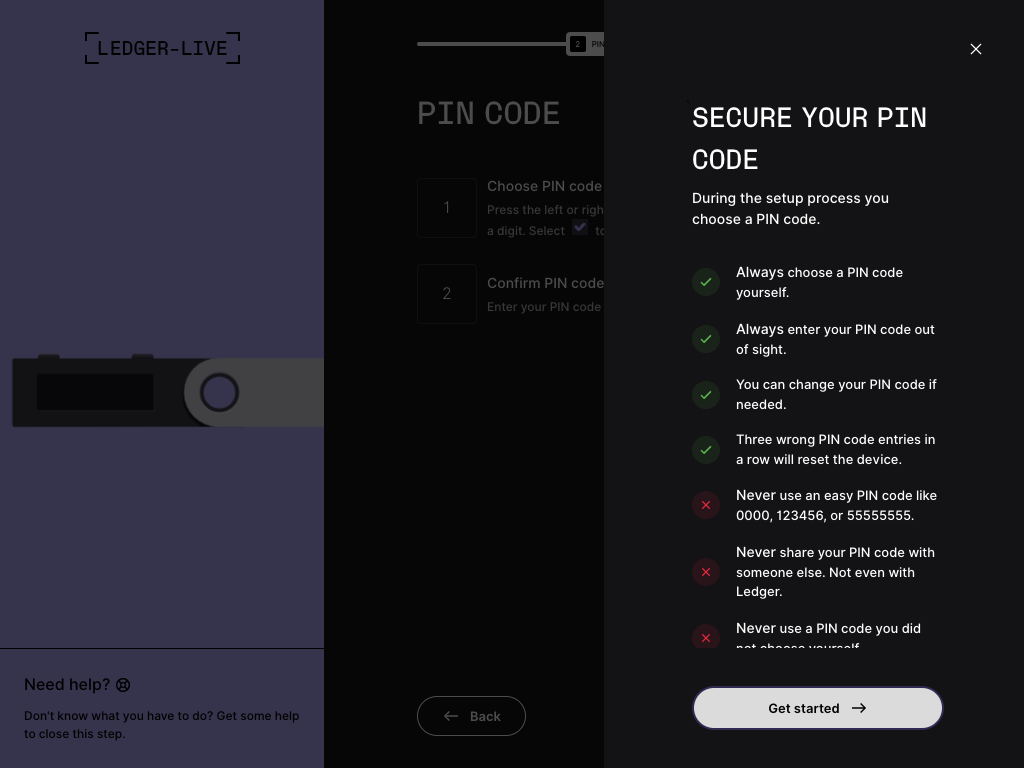 LEDGER-LIVE
2 PIN
PIN CODE
1
Choose PIN code
Press the left or righ
a digit. Select to
2
Confirm PIN code
Enter your PIN code
SECURE YOUR PIN
CODE
During the setup process you
choose a PIN code.
Always choose a PIN code
yourself.
Always enter your PIN code out
of sight.
You can change your PIN code if
needed.
Three wrong PIN code entries in
a row will reset the device.
Never use an easy PIN code like
0000, 123456, or 55555555.
Never share your PIN code with
someone else. Not even with
Ledger.
Never use a PIN code you did
not choose yourself.
Need help?
Don't know what you have to do? Get some help
to close this step.
Back
Get started